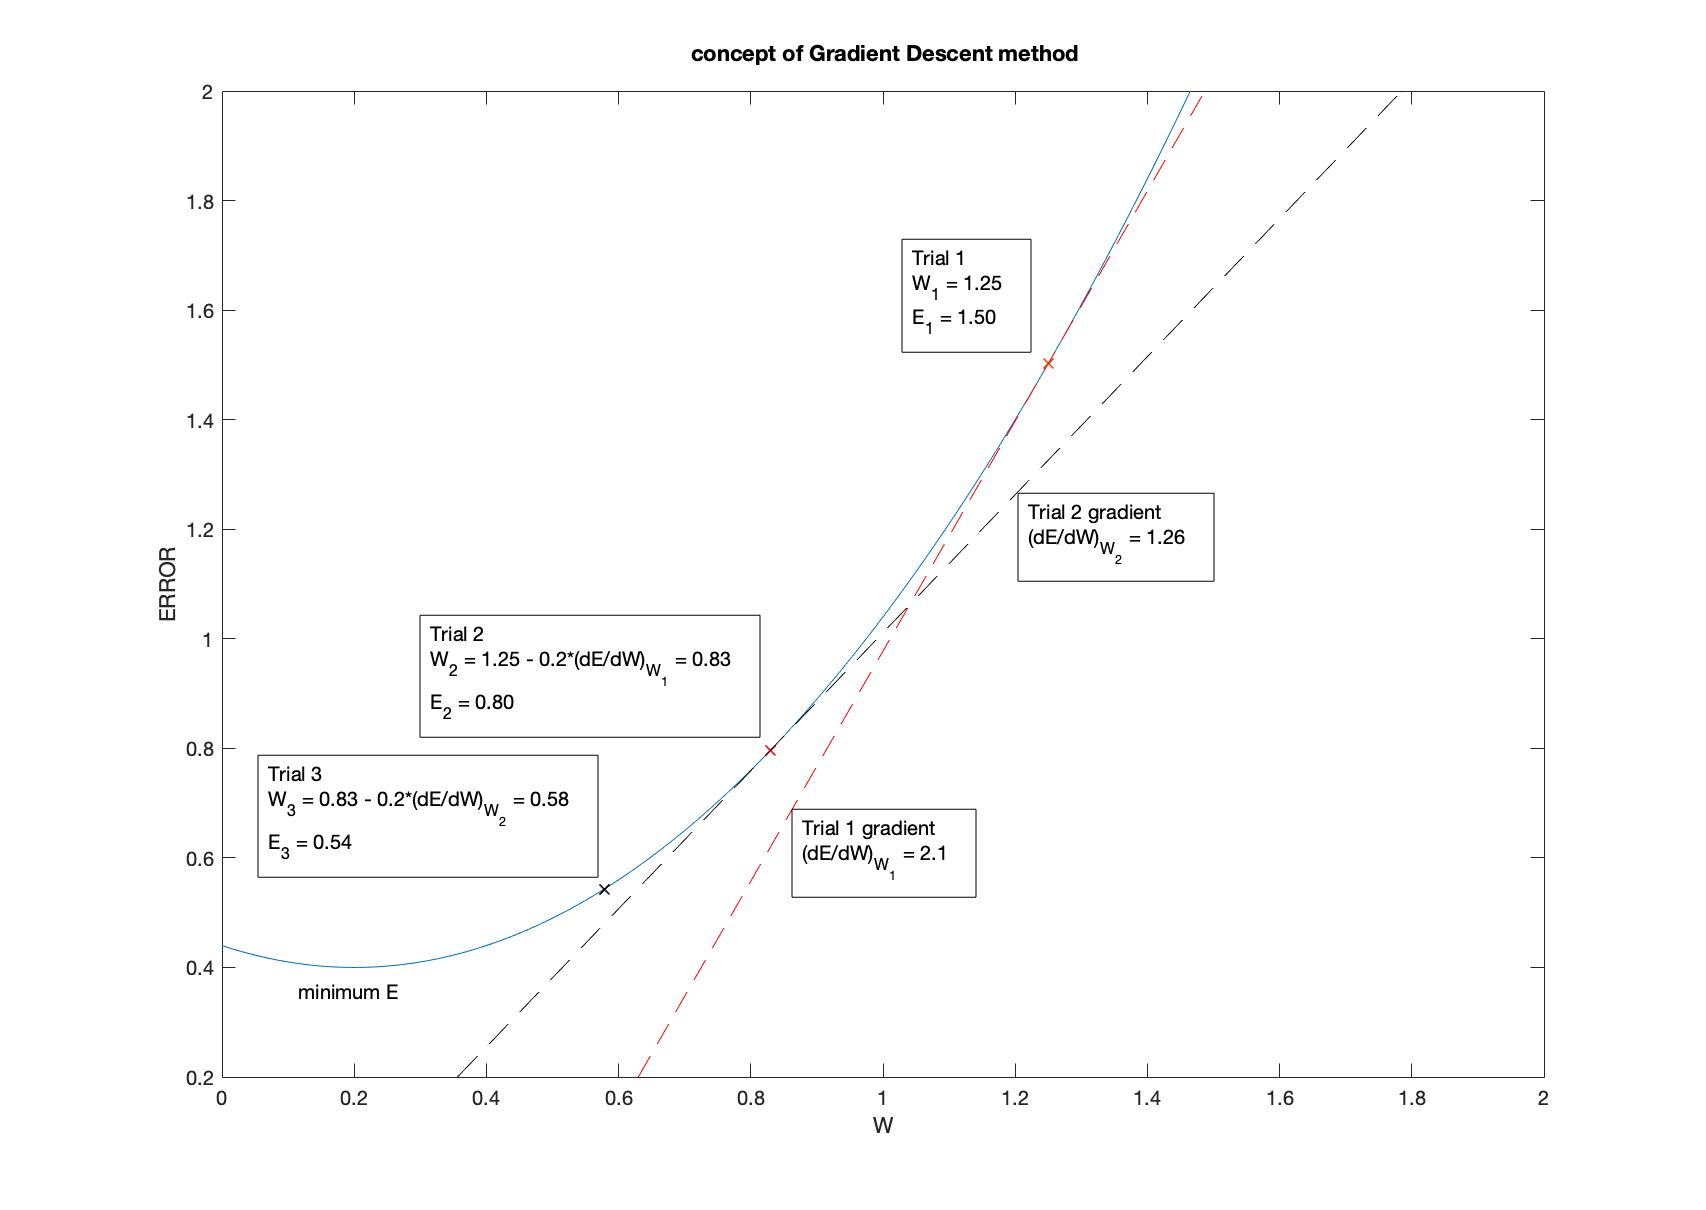 concept of Gradient Descent method
2
1.8
1.6
1.4
1.2
1
0.8
0.6
0.4
0.2
ERROR
Trial 1
W1 = 1.25
E1 = 1.50
Trial 2 gradient
(dE/dW)W2 = 1.26
Trial 2
W2 = 1.25 - 0.2*(dE/dW)W1 = 0.83
E2 = 0.80
Trial 3
W3 = 0.83 - 0.2*(dE/dW)W2 = 0.58
E3 = 0.54
Trial 1 gradient
(dE/dW)W1 = 2.1
minimum E
0 0.2 0.4 0.6 0.8 1 1.2 1.4 1.6 1.8 2
W